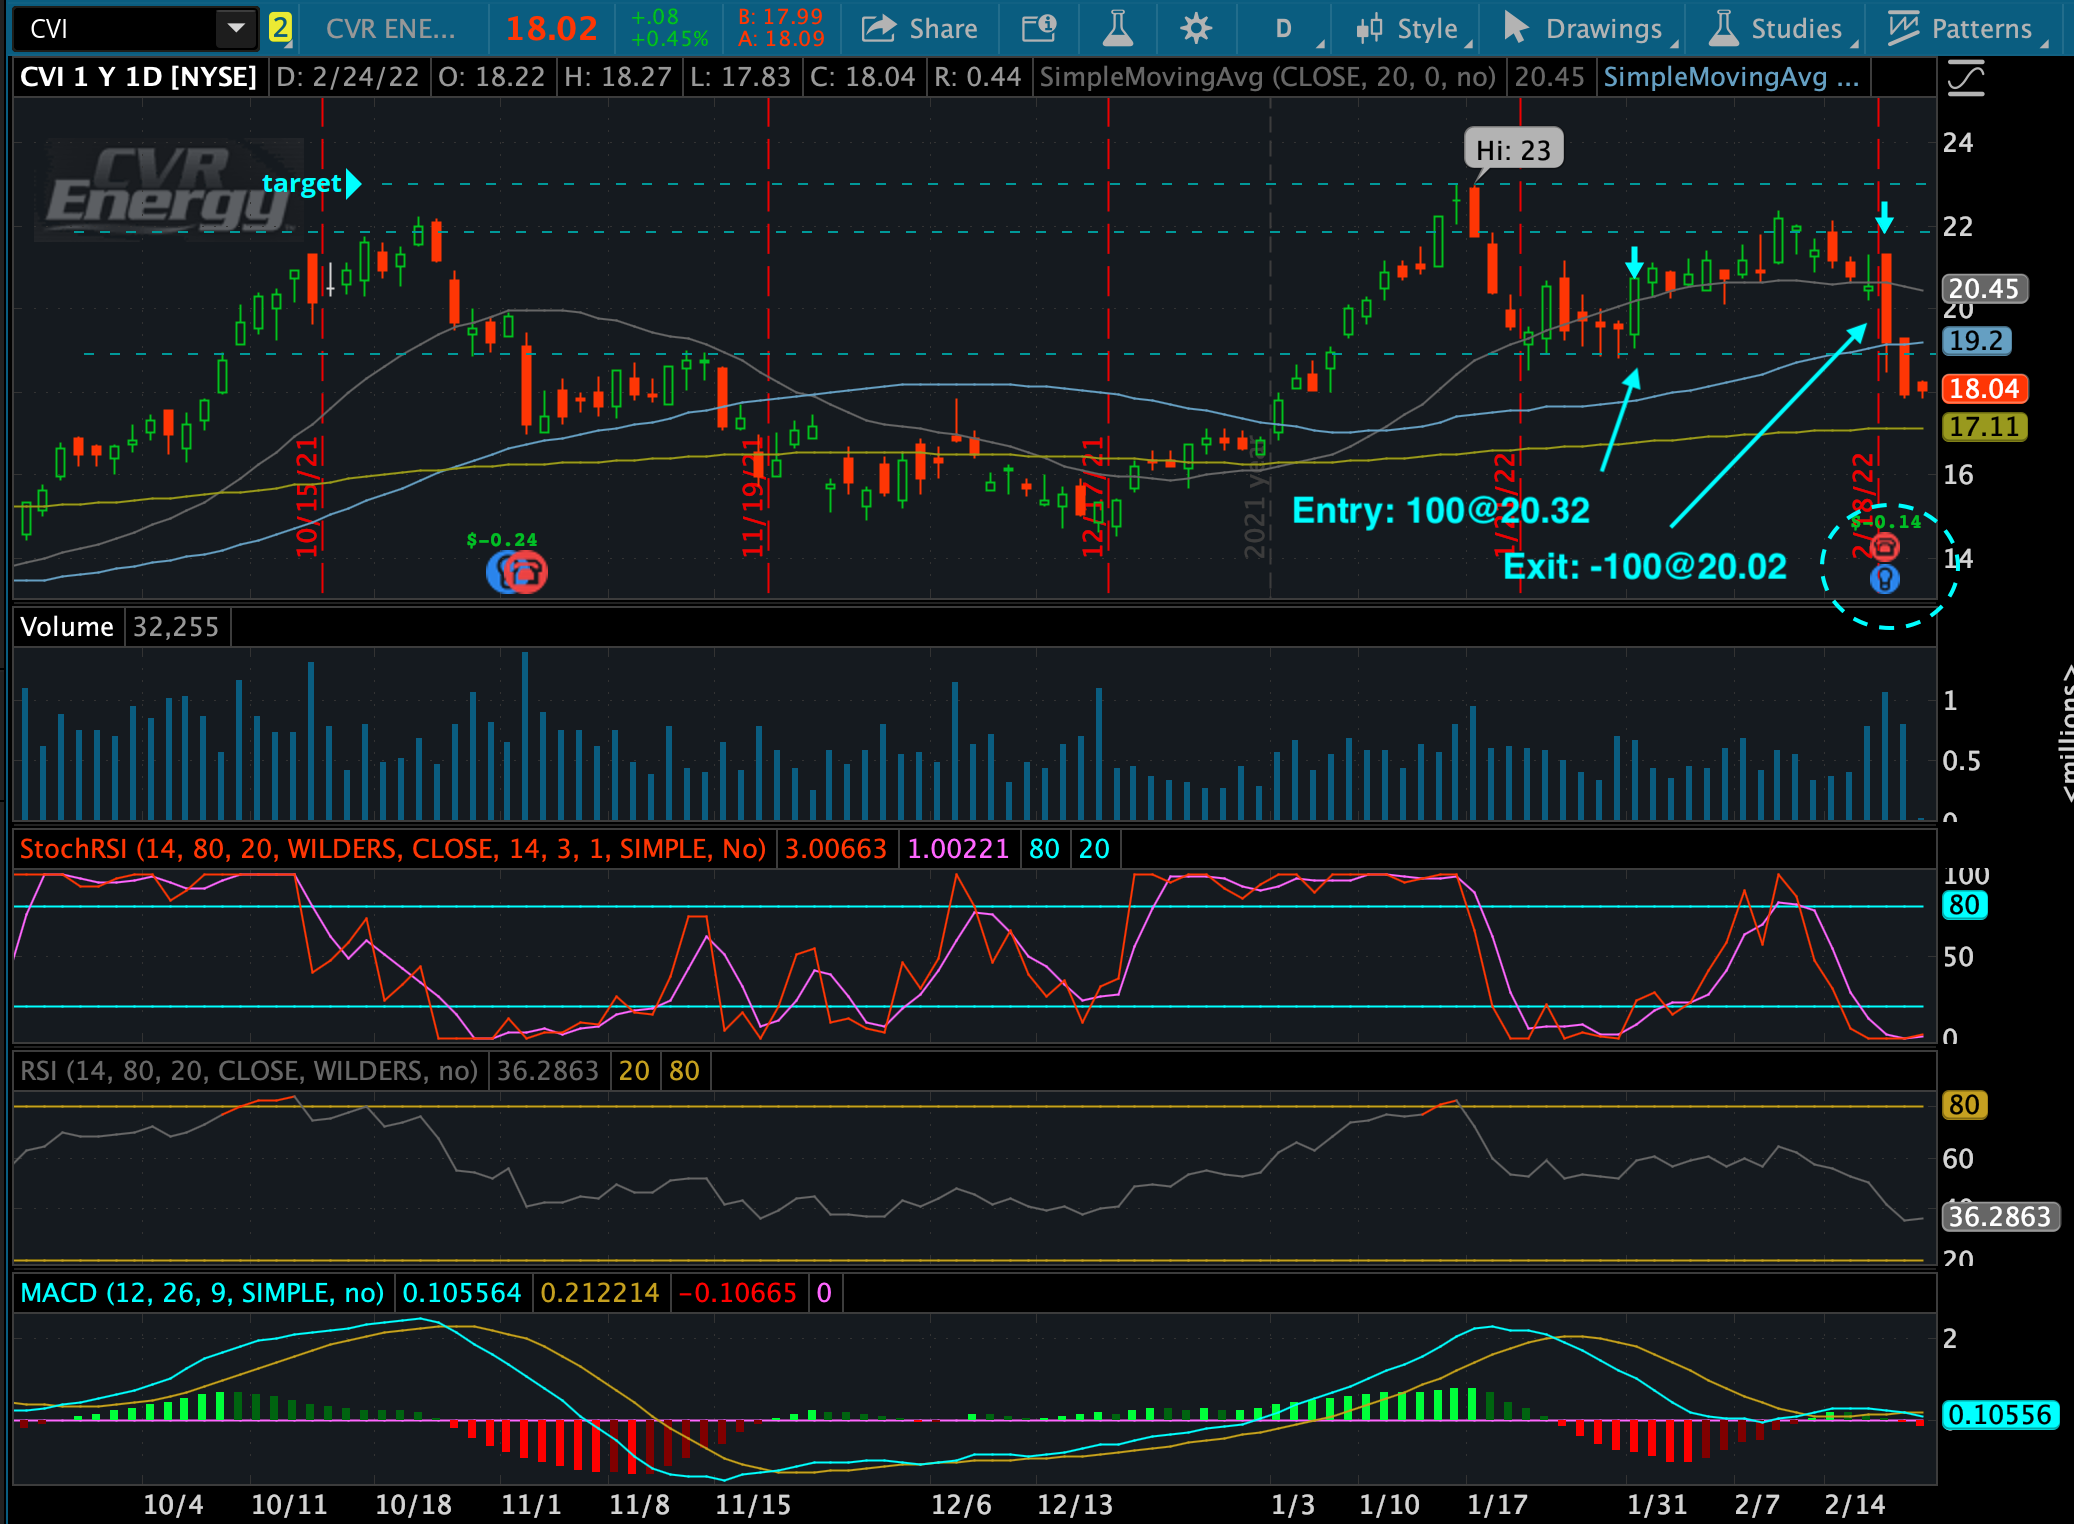 CVI 2 CVR ENE... 18.02 +.08 +0.45% B: 17.99 A: 18.09 Share D Style Drawings Studies Patterns
CVI 1 Y 1D [NYSE] D: 2/24/22 O: 18.22 H: 18.27 L: 17.83 C: 18.04 R: 0.44 SimpleMovingAvg (CLOSE, 20, 0, no) 20.45 SimpleMovingAvg ...
CVR
Energy
target
Hi: 23
24
22
20.45
20
19.2
18.04
17.11
16
14
10/15/21
11/19/21
12/17/21
2021 year
2/18/22
Entry: 100@20.32
Exit: -100@20.02
$-0.24
$-0.14
Volume 32,255
1
0.5
0
<millions>
StochRSI (14, 80, 20, WILDERS, CLOSE, 14, 3, 1, SIMPLE, No) 3.00663 1.00221 80 20
100
80
50
0
RSI (14, 80, 20, CLOSE, WILDERS, no) 36.2863 20 80
80
60
40
36.2863
20
MACD (12, 26, 9, SIMPLE, no) 0.105564 0.212214 -0.10665 0
2
0.10556
10/4 10/11 10/18 11/1 11/8 11/15 12/6 12/13 1/3 1/10 1/17 1/31 2/7 2/14